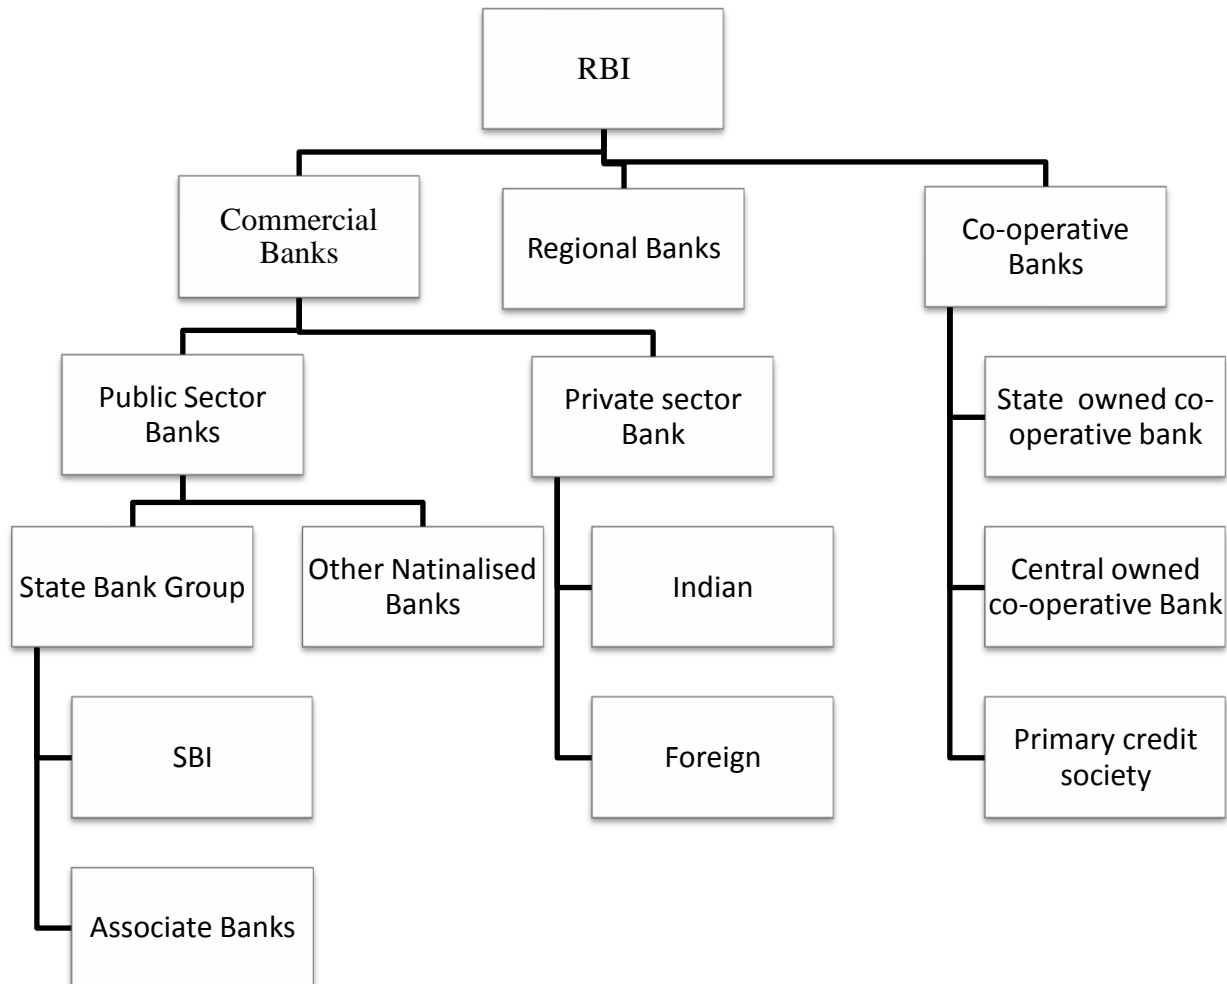 RBI
Commercial
Banks
Regional Banks
Co-operative
Banks
Public Sector
Banks
Private sector
Bank
State  owned co-
operative bank
State Bank Group
Other Natinalised
Banks
Indian
Central owned
co-operative Bank
SBI
Foreign
Primary credit
society
Associate Banks